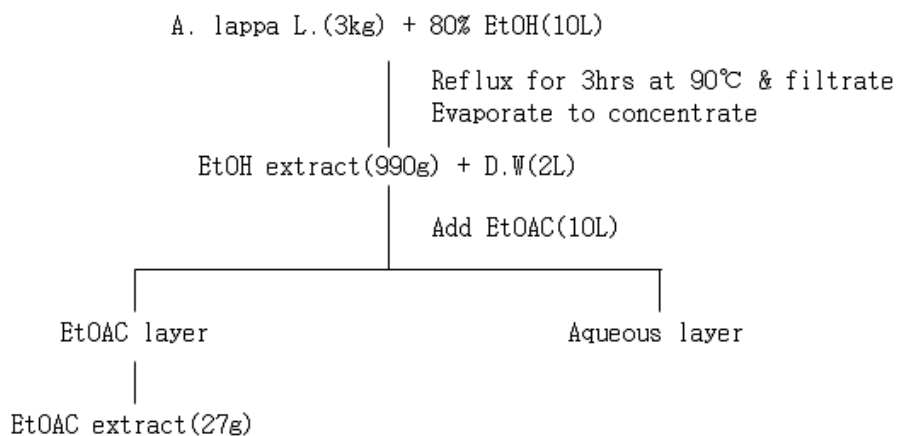 A. lappa L.(3kg) + 80% EtOH(10L)
Reflux for 3hrs at 90℃ & filtrate
Evaporate to concentrate
EtOH extract(990g) + D.W(2L)
Add EtOAC(10L)
EtOAC layer
Aqueous layer
EtOAC extract(27g)